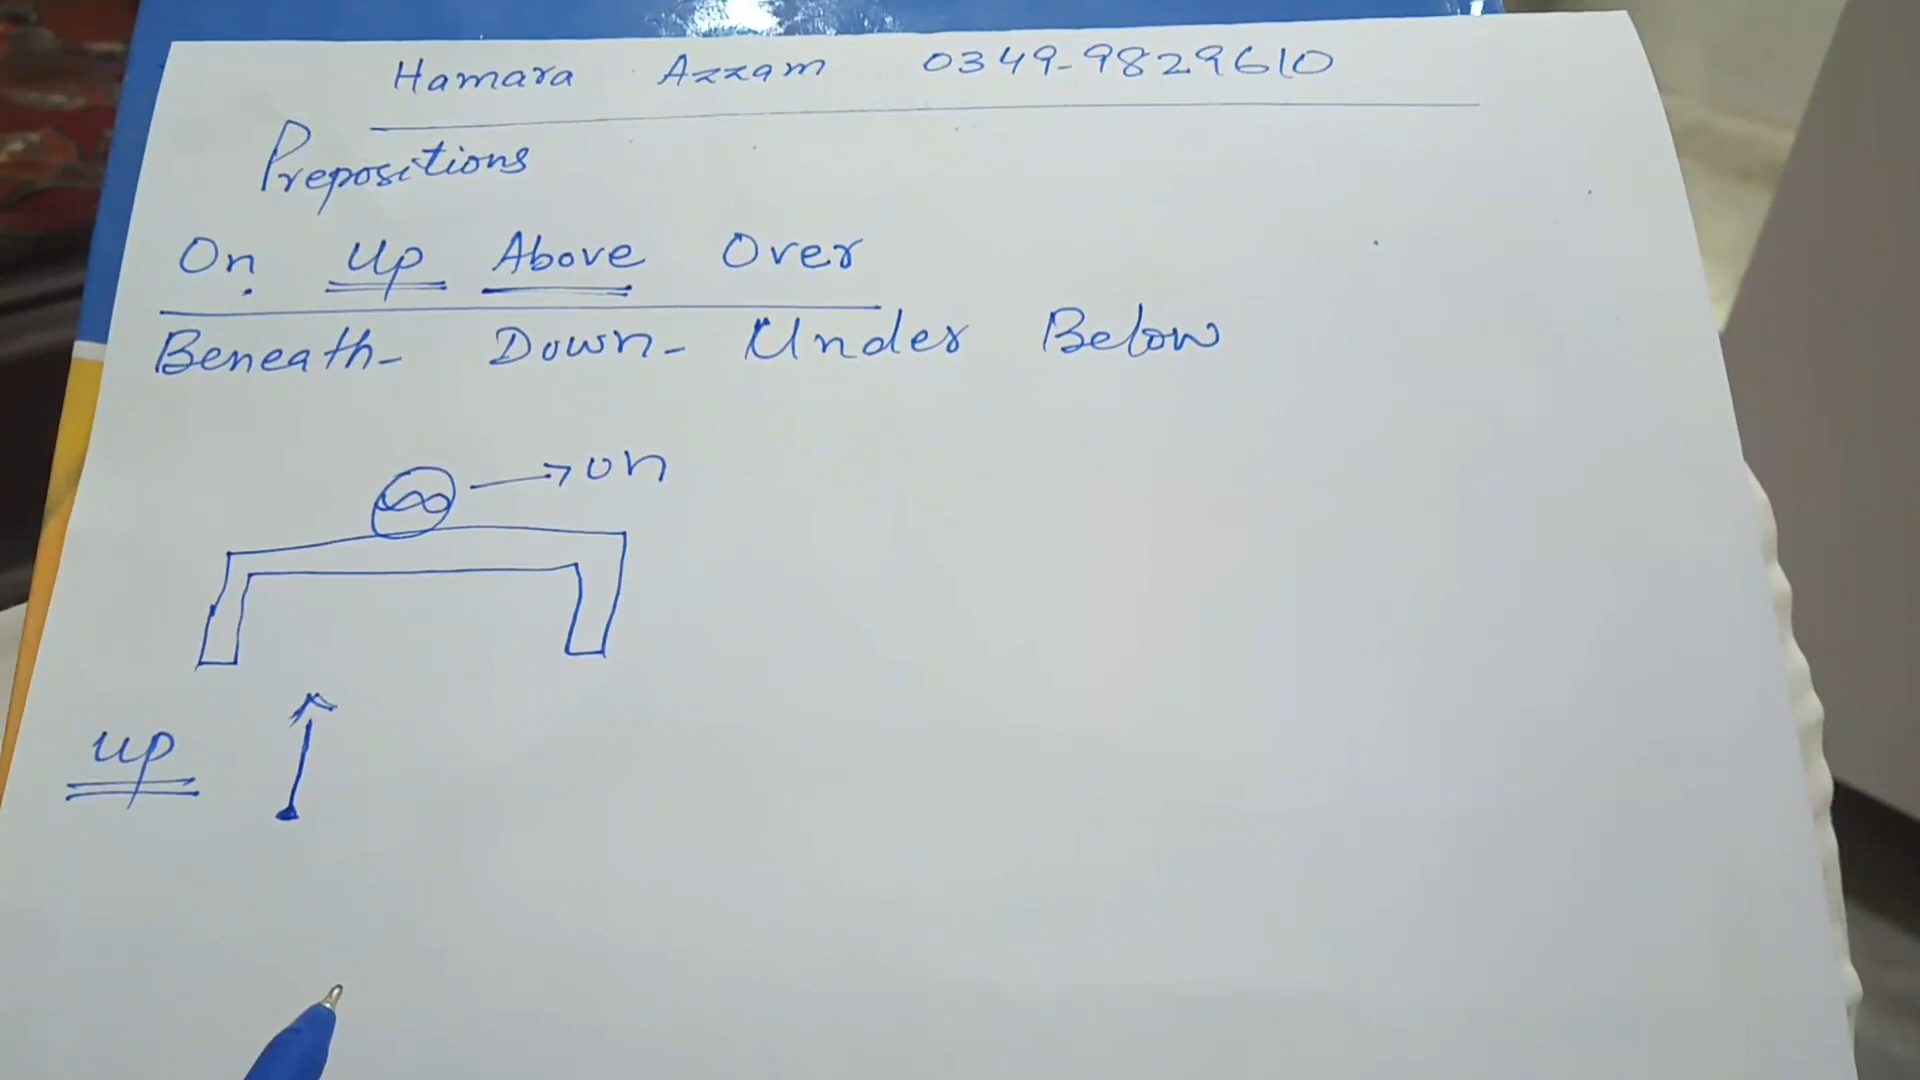 Hamara Azzam 0349-9829610
Prepositions
On Up Above Over
Beneath- Down- Under Below
on
up